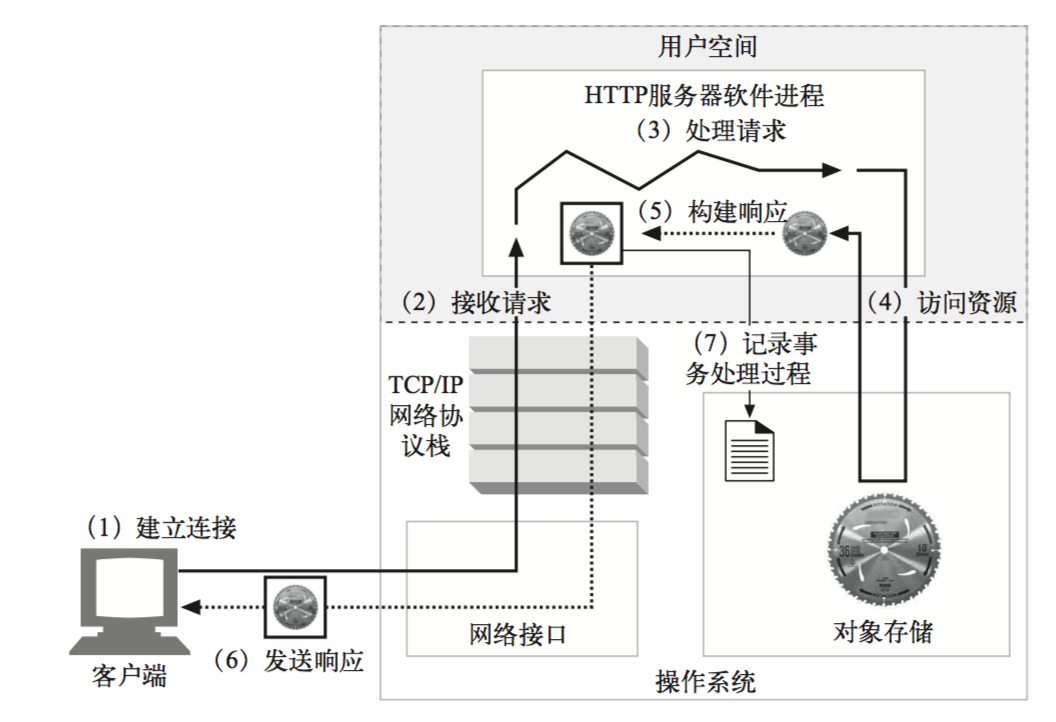 用户空间
HTTP服务器软件进程
（3）处理请求
（5）构建响应
（2）接收请求
（4）访问资源
（7）记录事
务处理过程
TCP/IP
网络协
议栈
（1）建立连接
36
10"
网络接口
对象存储
（6）发送响应
客户端
操作系统